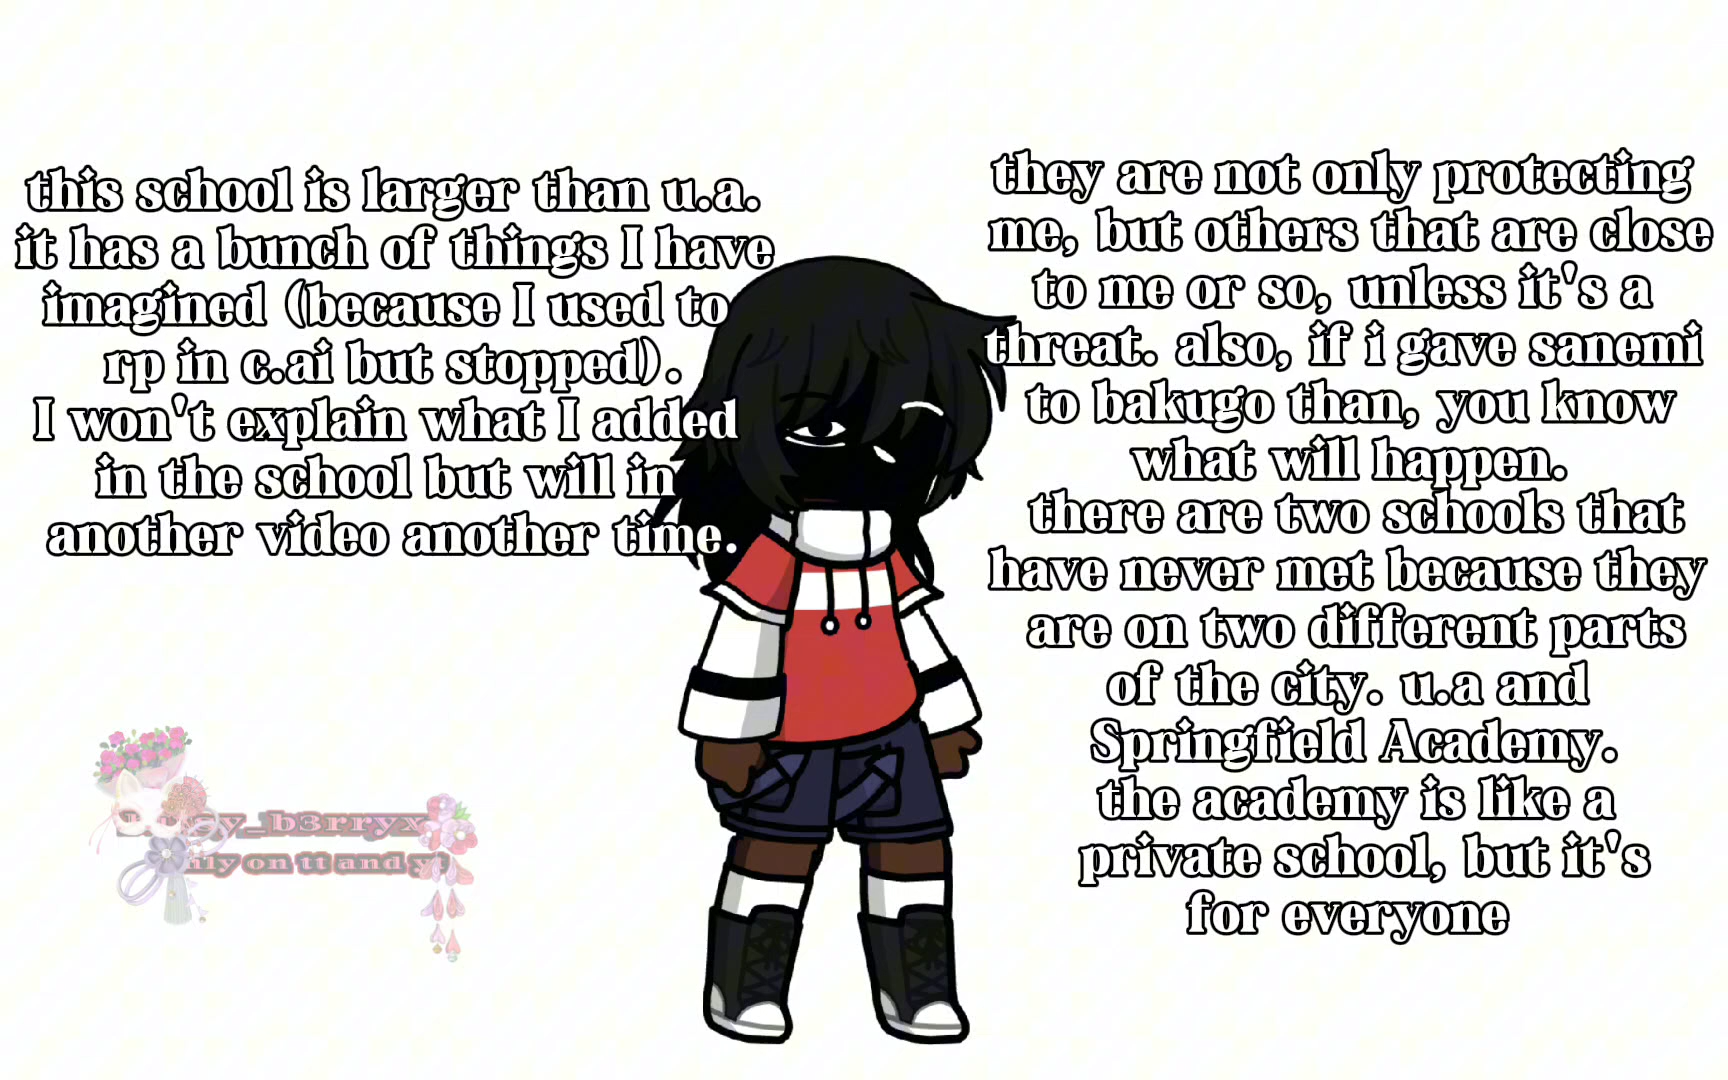 this school is larger than u.a.
it has a bunch of things I have
imagined (because I used to
rp in c.ai but stopped).
I won't explain what I added
in the school but will in
another video another time.
they are not only protecting
me, but others that are close
to me or so, unless it's a
threat. also, if i gave sanemi
to bakugo than, you know
what will happen.
there are two schools that
have never met because they
are on two different parts
of the city. u.a and
Springfield Academy.
the academy is like a
private school, but it's
for everyone
on tt and yt